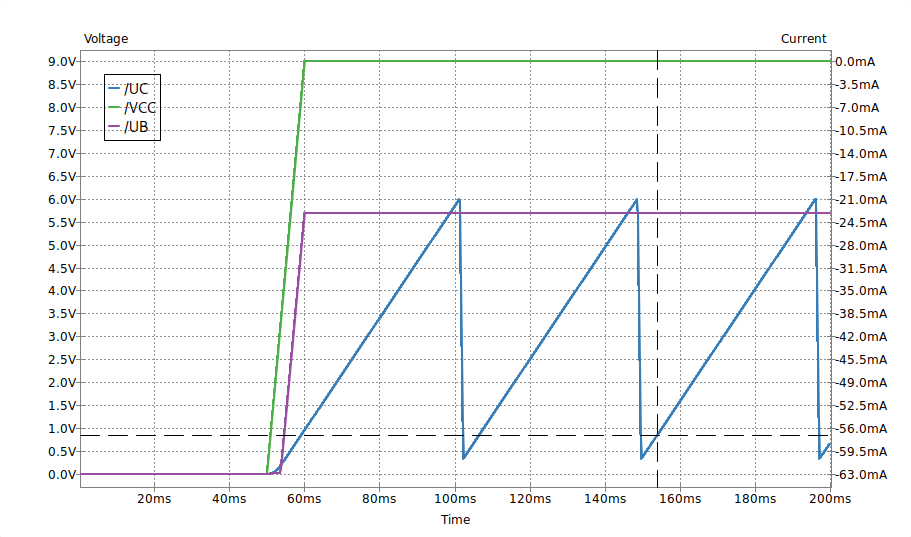 Voltage Current
9.0V 0.0mA
8.5V -3.5mA
/UC
8.0V /VCC -7.0mA
7.5V /UB -10.5mA
7.0V -14.0mA
6.5V -17.5mA
6.0V -21.0mA
5.5V -24.5mA
5.0V -28.0mA
4.5V -31.5mA
4.0V -35.0mA
3.5V -38.5mA
3.0V -42.0mA
2.5V -45.5mA
2.0V -49.0mA
1.5V -52.5mA
1.0V -56.0mA
0.5V -59.5mA
0.0V -63.0mA
20ms 40ms 60ms 80ms 100ms 120ms 140ms 160ms 180ms 200ms
Time